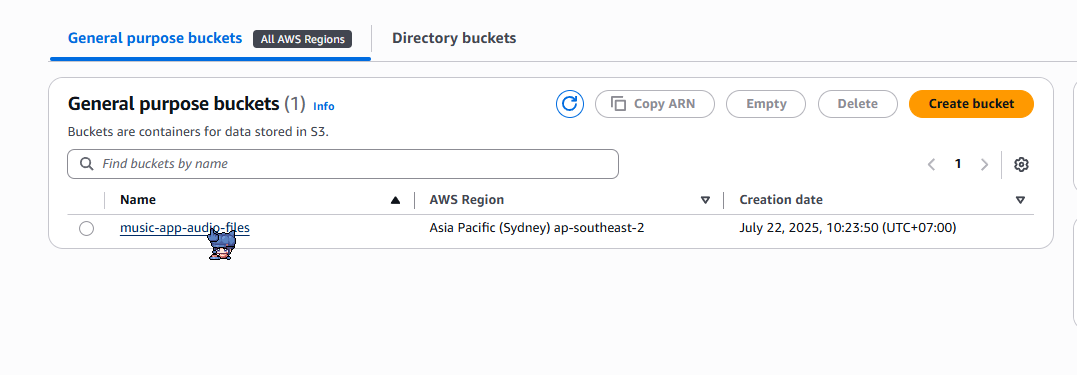 General purpose buckets All AWS Regions Directory buckets
General purpose buckets (1) Info
Copy ARN Empty Delete Create bucket
Buckets are containers for data stored in S3.
Find buckets by name
1
Name AWS Region Creation date
music-app-audio-files Asia Pacific (Sydney) ap-southeast-2 July 22, 2025, 10:23:50 (UTC+07:00)